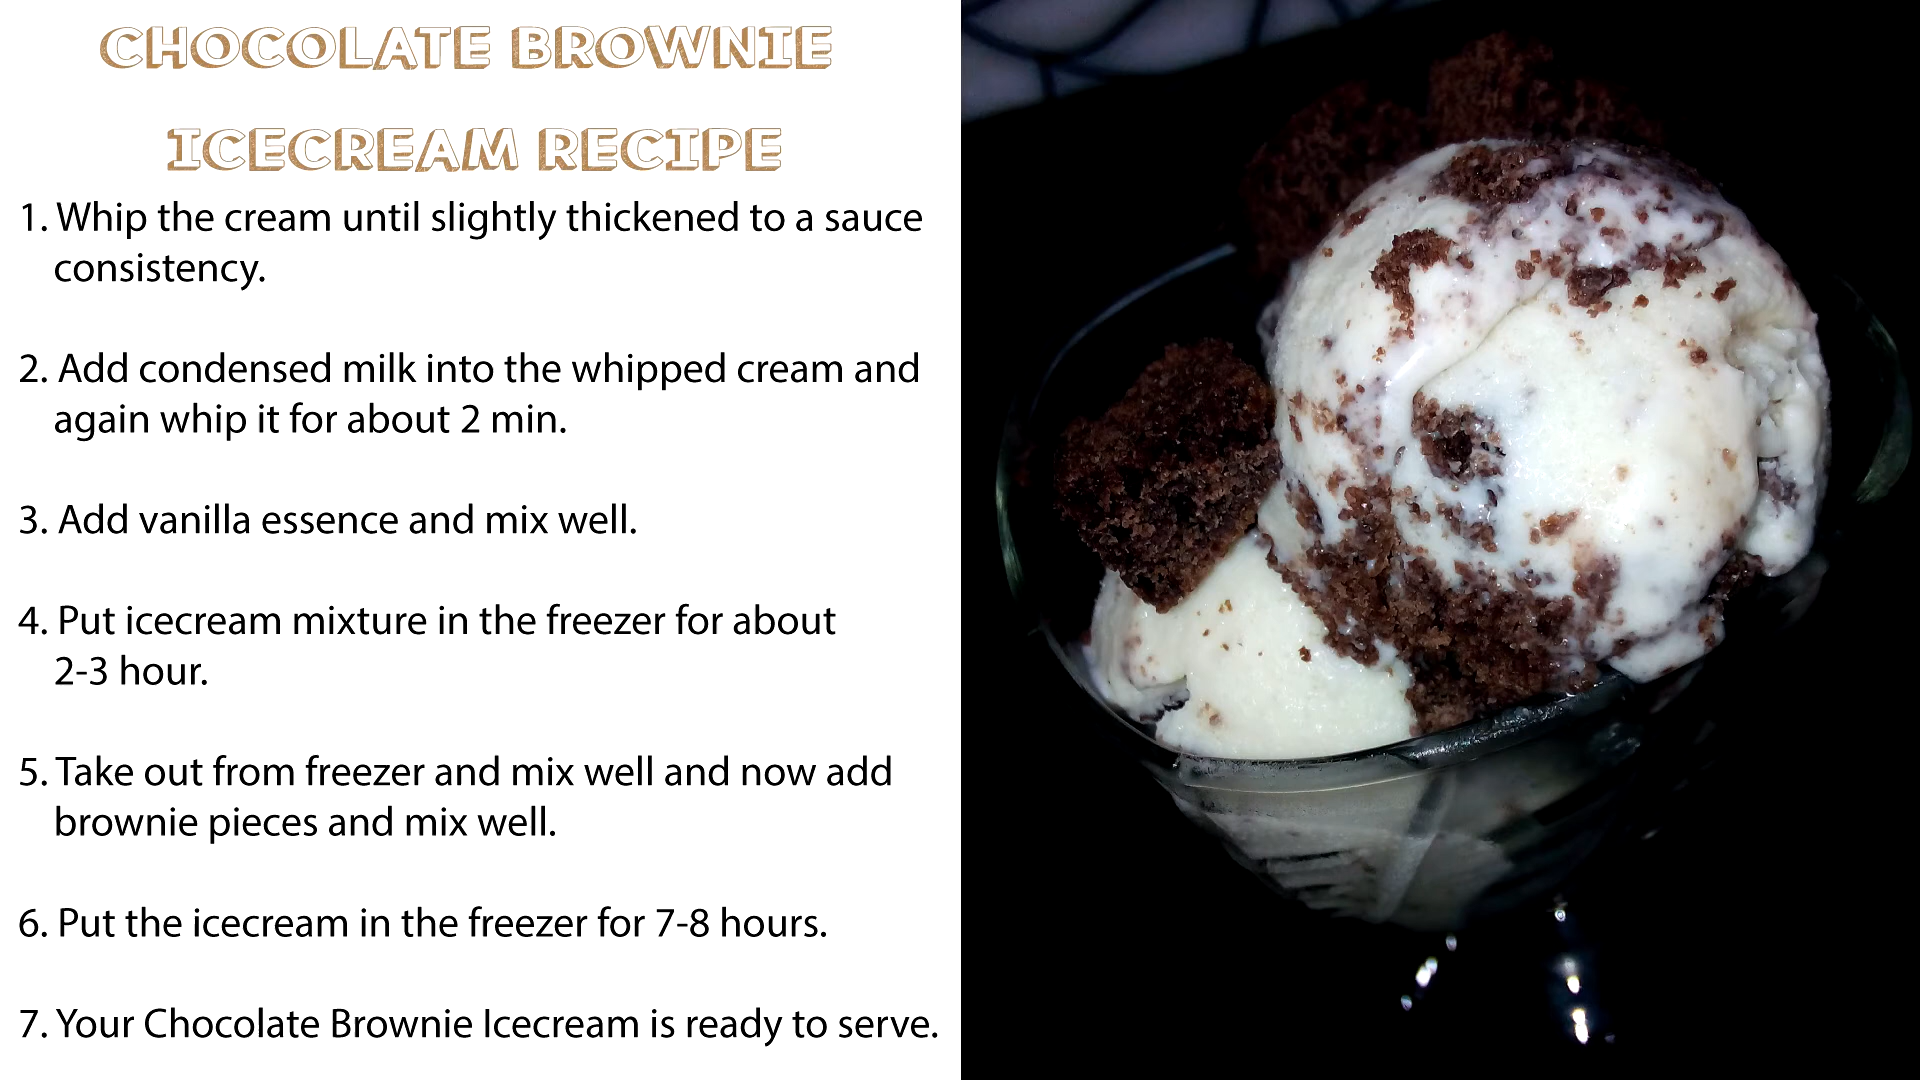 CHOCOLATE BROWNIE
ICECREAM RECIPE
1. Whip the cream until slightly thickened to a sauce
consistency.
2. Add condensed milk into the whipped cream and
again whip it for about 2 min.
3. Add vanilla essence and mix well.
4. Put icecream mixture in the freezer for about
2-3 hour.
5. Take out from freezer and mix well and now add
brownie pieces and mix well.
6. Put the icecream in the freezer for 7-8 hours.
7. Your Chocolate Brownie Icecream is ready to serve.